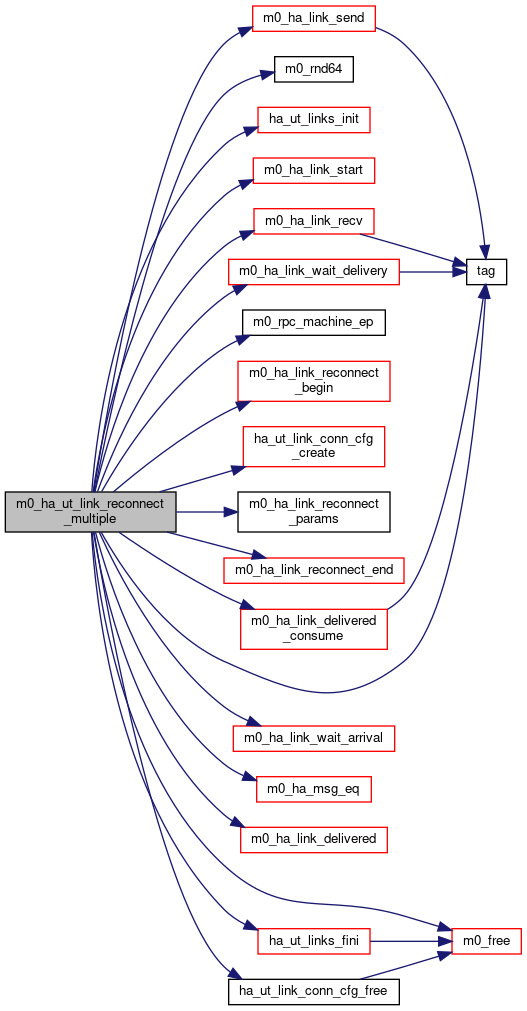 m0_ha_link_send
m0_rnd64
ha_ut_links_init
m0_ha_link_start
m0_ha_link_recv
m0_ha_link_wait_delivery
tag
m0_rpc_machine_ep
m0_ha_link_reconnect
_begin
ha_ut_link_conn_cfg
_create
m0_ha_ut_link_reconnect
_multiple
m0_ha_link_reconnect
_params
m0_ha_link_reconnect_end
m0_ha_link_delivered
_consume
m0_ha_link_wait_arrival
m0_ha_msg_eq
m0_ha_link_delivered
ha_ut_links_fini
m0_free
ha_ut_link_conn_cfg_free